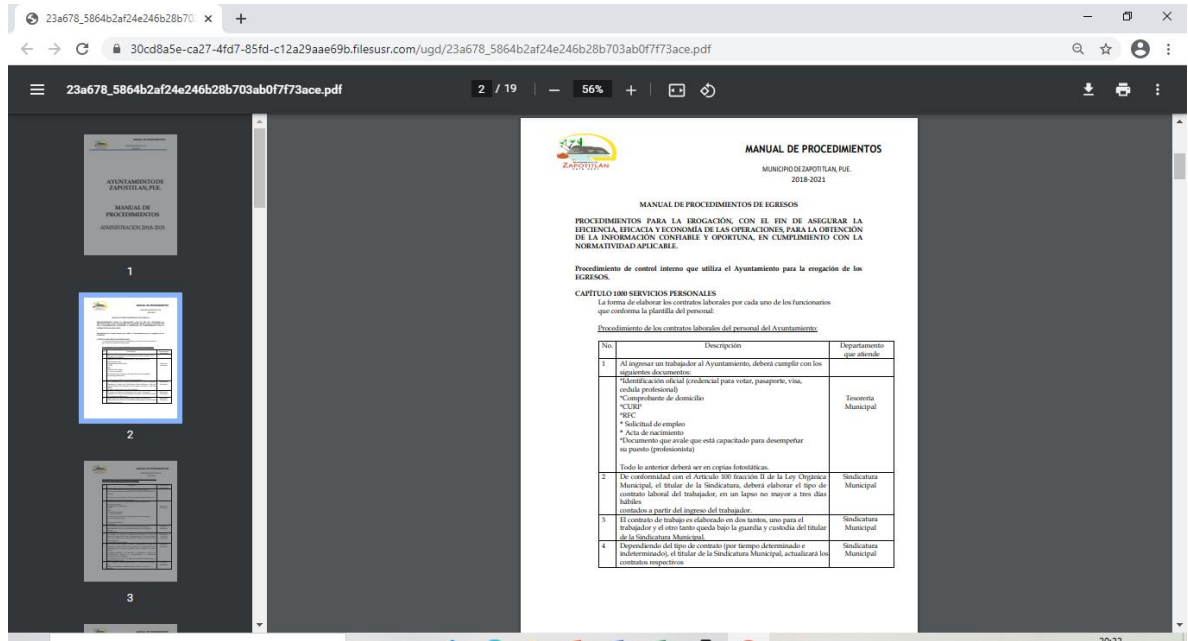 23a678_5864b2af24e246b28b70
30cd8a5e-ca27-4fd7-85fd-c12a29aae69b.filesusr.com/ugd/23a678_5864b2af24e246b28b703ab0f7f73ace.pdf
23a678_5864b2af24e246b28b703ab0f7f73ace.pdf
2 / 19
56%
AYUNTAMIENTO DE
ZAPOTITLAN, PUE.
MANUAL DE
PROCEDIMIENTOS
ADMINISTRACION 2018-2021
1
2
3
ZAPOTITLÁN
MANUAL DE PROCEDIMIENTOS
MUNICIPIO DE ZAPOTITLAN, PUE.
2018-2021
MANUAL DE PROCEDIMIENTOS DE EGRESOS
PROCEDIMIENTOS PARA LA EROGACIÓN, CON EL FIN DE ASEGURAR LA
EFICIENCIA, EFICACIA Y ECONOMÍA DE LAS OPERACIONES, PARA LA OBTENCIÓN
DE LA INFORMACIÓN CONFIABLE Y OPORTUNA, EN CUMPLIMIENTO CON LA
NORMATIVIDAD APLICABLE.
Procedimiento de control interno que utiliza el Ayuntamiento para la erogación de los
EGRESOS.
CAPÍTULO 1000 SERVICIOS PERSONALES
La forma de elaborar los contratos laborales por cada uno de los funcionarios
que conforma la plantilla del personal:
Procedimiento de los contratos laborales del personal del Ayuntamiento:
No. Descripción Departamento
que atiende
1 Al ingresar un trabajador al Ayuntamiento, deberá cumplir con los
siguientes documentos:
*Identificación oficial (credencial para votar, pasaporte, visa,
cedula profesional)
*Comprobante de domicilio
*CURP
*RFC
* Solicitud de empleo
* Acta de nacimiento
*Documento que avale que está capacitado para desempeñar
su puesto (profesionista)
Todo lo anterior deberá ser en copias fotostáticas.
Tesorería
Municipal
2 De conformidad con el Artículo 100 fracción II de la Ley Orgánica
Municipal, el titular de la Sindicatura, deberá elaborar el tipo de
contrato laboral del trabajador, en un lapso no mayor a tres días
hábiles
contados a partir del ingreso del trabajador.
Sindicatura
Municipal
3 El contrato de trabajo es elaborado en dos tantos, uno para el
trabajador y el otro tanto queda bajo la guardia y custodia del titular
de la Sindicatura Municipal.
Sindicatura
Municipal
4 Dependiendo del tipo de contrato (por tiempo determinado e
indeterminado), el titular de la Sindicatura Municipal, actualizará los
contratos respectivos
Sindicatura
Municipal